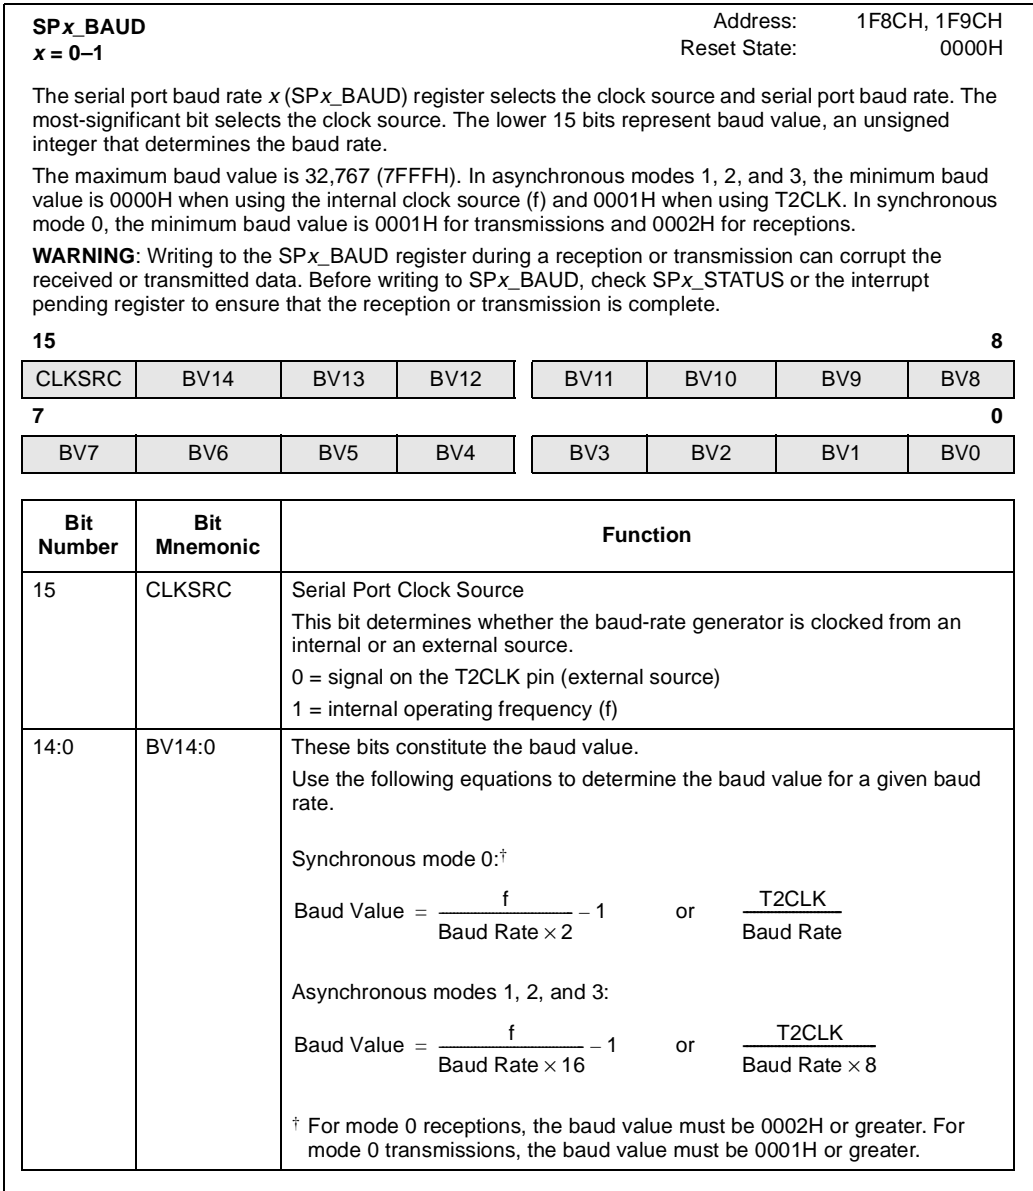 SPx_BAUD
x = 0–1
Address: 1F8CH, 1F9CH
Reset State: 0000H
The serial port baud rate x (SPx_BAUD) register selects the clock source and serial port baud rate. The
most-significant bit selects the clock source. The lower 15 bits represent baud value, an unsigned
integer that determines the baud rate.
The maximum baud value is 32,767 (7FFFH). In asynchronous modes 1, 2, and 3, the minimum baud
value is 0000H when using the internal clock source (f) and 0001H when using T2CLK. In synchronous
mode 0, the minimum baud value is 0001H for transmissions and 0002H for receptions.
WARNING: Writing to the SPx_BAUD register during a reception or transmission can corrupt the
received or transmitted data. Before writing to SPx_BAUD, check SPx_STATUS or the interrupt
pending register to ensure that the reception or transmission is complete.
15 8
CLKSRC BV14 BV13 BV12 BV11 BV10 BV9 BV8
7 0
BV7 BV6 BV5 BV4 BV3 BV2 BV1 BV0
Bit Number Bit Mnemonic Function
15 CLKSRC Serial Port Clock Source
This bit determines whether the baud-rate generator is clocked from an
internal or an external source.
0 = signal on the T2CLK pin (external source)
1 = internal operating frequency (f)
14:0 BV14:0 These bits constitute the baud value.
Use the following equations to determine the baud value for a given baud
rate.
Synchronous mode 0:†
Baud Value = f / Baud Rate × 2 – 1 or T2CLK / Baud Rate
Asynchronous modes 1, 2, and 3:
Baud Value = f / Baud Rate × 16 – 1 or T2CLK / Baud Rate × 8
† For mode 0 receptions, the baud value must be 0002H or greater. For
mode 0 transmissions, the baud value must be 0001H or greater.